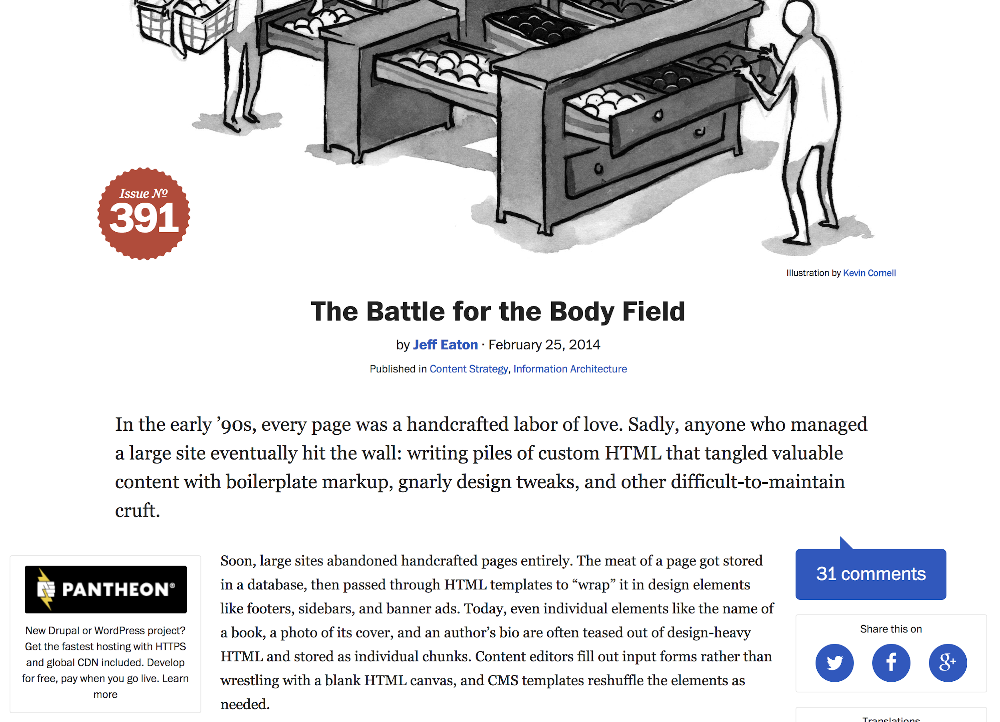 Issue Nº
391
Illustration by Kevin Cornell
The Battle for the Body Field
by Jeff Eaton · February 25, 2014
Published in Content Strategy, Information Architecture
In the early ’90s, every page was a handcrafted labor of love. Sadly, anyone who managed
a large site eventually hit the wall: writing piles of custom HTML that tangled valuable
content with boilerplate markup, gnarly design tweaks, and other difficult-to-maintain
cruft.
PANTHEON®
New Drupal or WordPress project?
Get the fastest hosting with HTTPS
and global CDN included. Develop
for free, pay when you go live. Learn
more
Soon, large sites abandoned handcrafted pages entirely. The meat of a page got stored
in a database, then passed through HTML templates to “wrap” it in design elements
like footers, sidebars, and banner ads. Today, even individual elements like the name of
a book, a photo of its cover, and an author’s bio are often teased out of design-heavy
HTML and stored as individual chunks. Content editors fill out input forms rather than
wrestling with a blank HTML canvas, and CMS templates reshuffle the elements as
needed.
31 comments
Share this on
f
g+
Translations